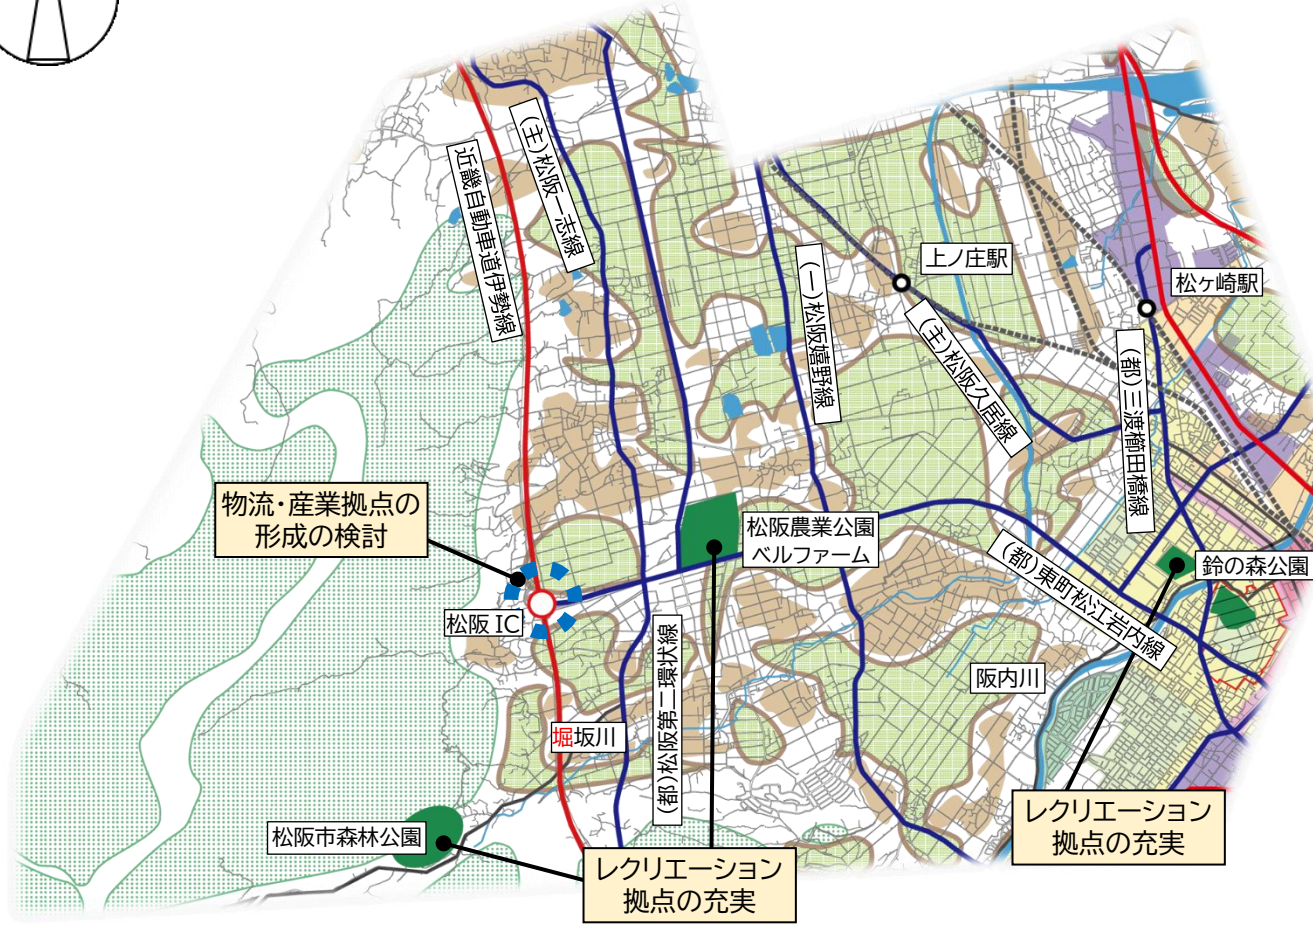 近畿自動車道伊勢線
(主)松阪一志線
(一)松阪嬉野線
上ノ庄駅
(主)松阪久居線
松ヶ崎駅
(都)三渡櫛田橋線
物流・産業拠点の
形成の検討
松阪IC
松阪農業公園
ベルファーム
(都)東町松江岩内線
鈴の森公園
(都)松阪第二環状線
阪内川
堀坂川
松阪市森林公園
レクリエーション
拠点の充実
レクリエーション
拠点の充実